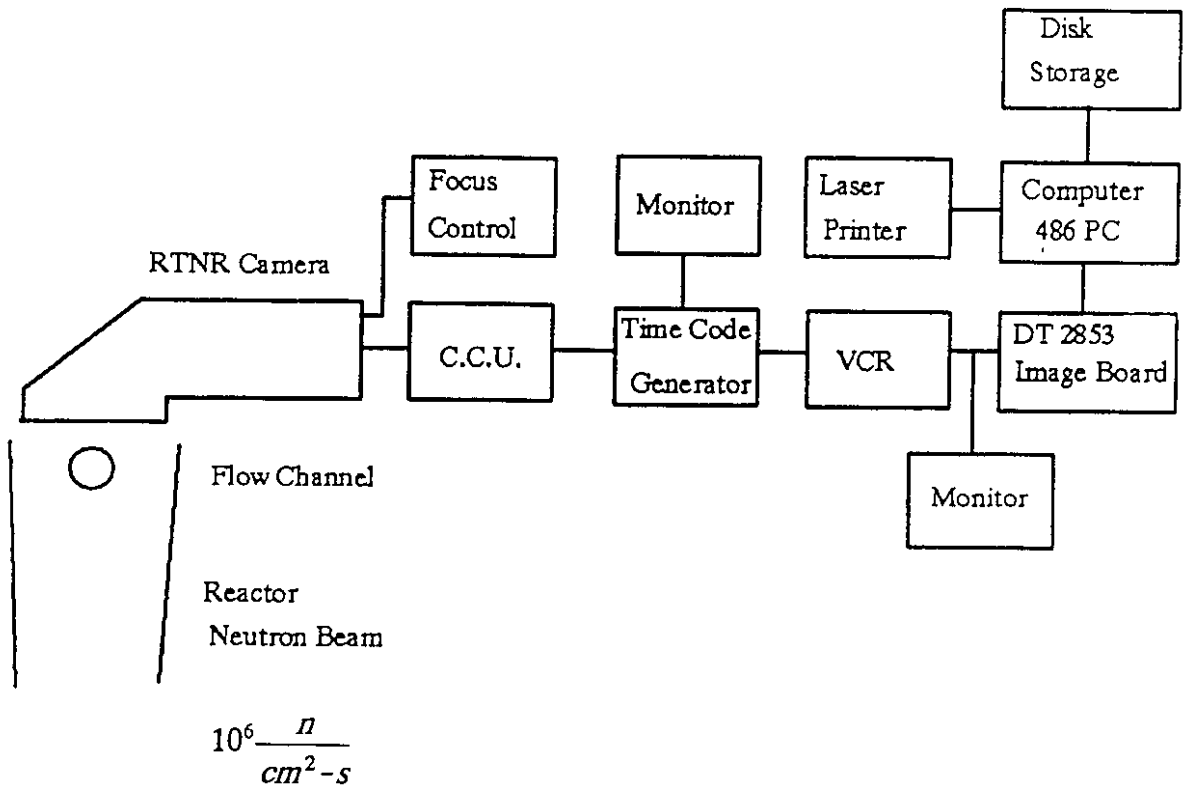 Disk
Storage
Focus
Control
Monitor
Laser
Printer
Computer
486 PC
RTNR Camera
C.C.U.
Time Code
Generator
VCR
DT 2853
Image Board
Flow Channel
Monitor
Reactor
Neutron Beam
10⁶ n
cm² - s